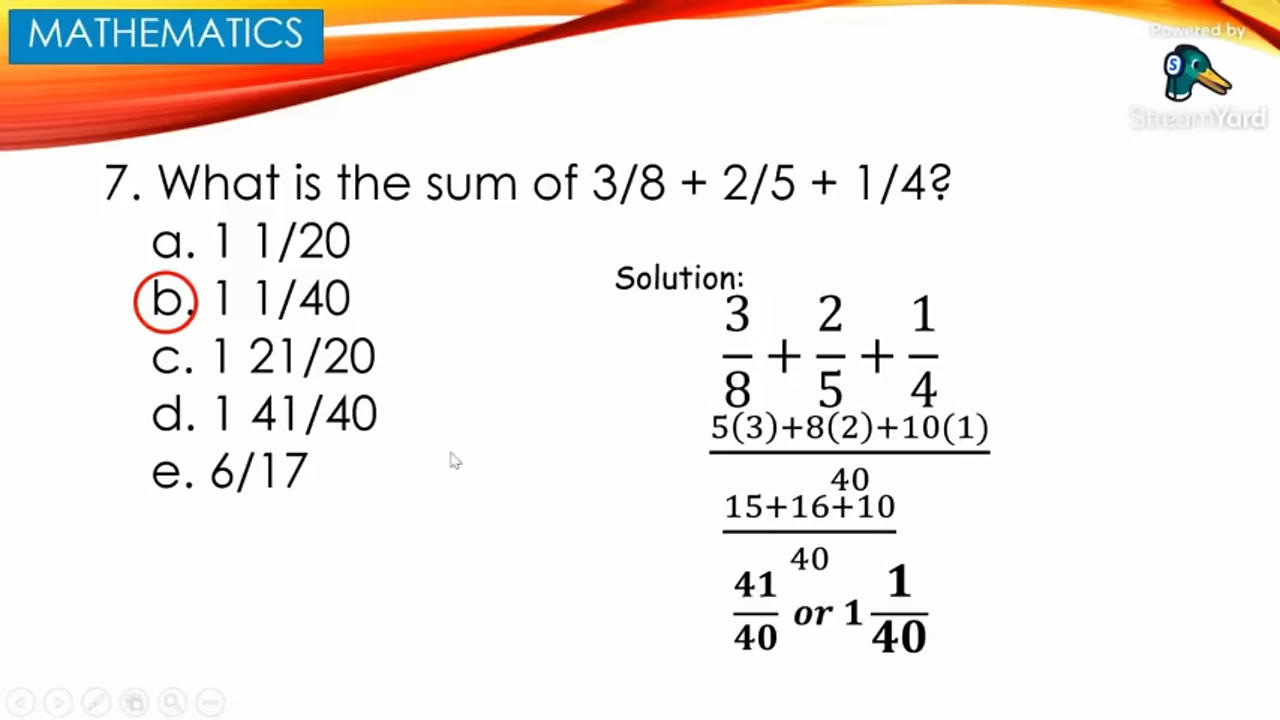 MATHEMATICS
Powered by
S
StreamYard
7. What is the sum of 3/8 + 2/5 + 1/4?
a. 1 1/20
b. 1 1/40
c. 1 21/20
d. 1 41/40
e. 6/17
Solution:
3/8 + 2/5 + 1/4
5(3)+8(2)+10(1)
40
15+16+10
40
41/40 or 1 1/40